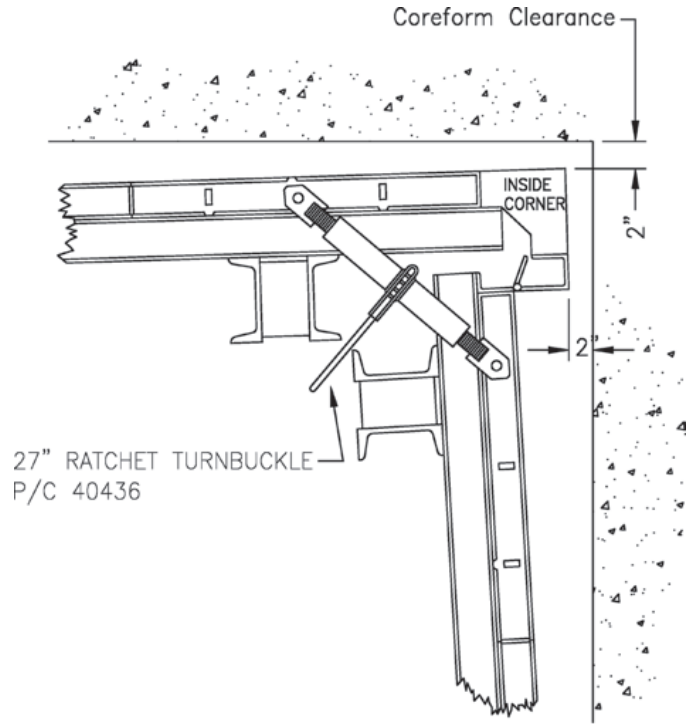 Coreform Clearance
INSIDE
CORNER
2"
2"
27" RATCHET TURNBUCKLE
P/C 40436